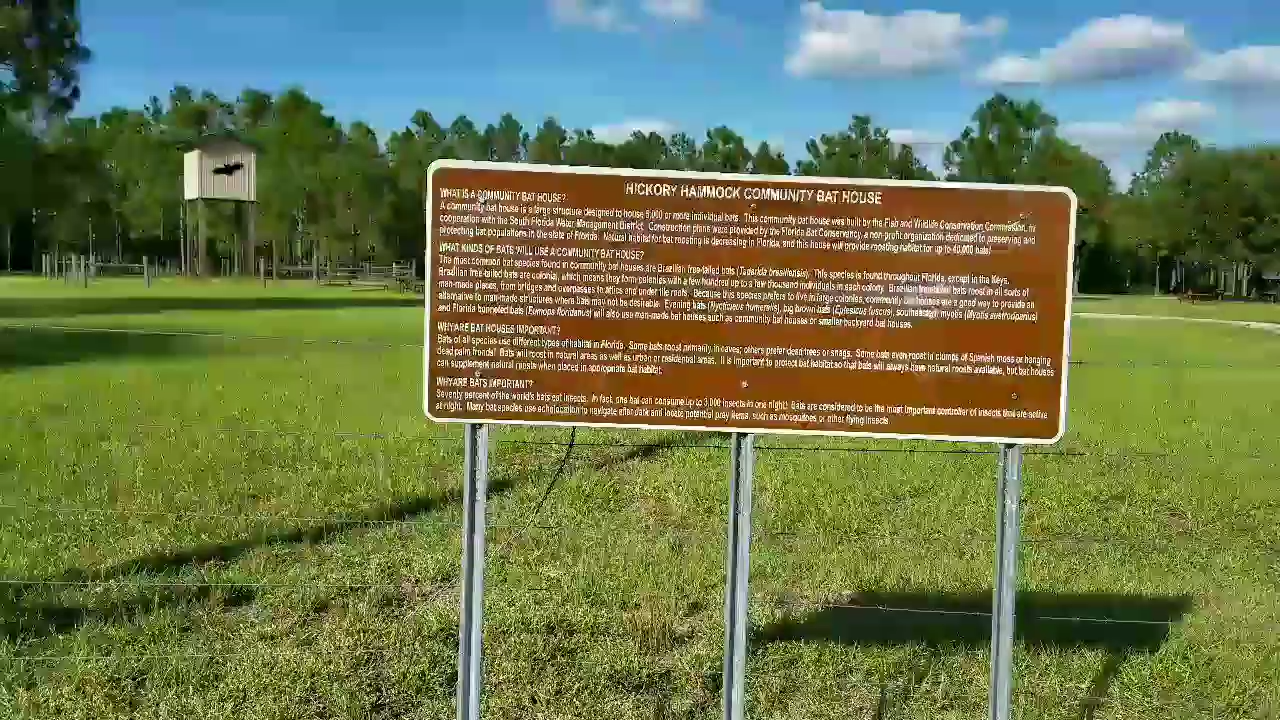 HICKORY HAMMOCK COMMUNITY BAT HOUSE
WHAT IS A COMMUNITY BAT HOUSE?
A community bat house is a large structure designed to house 5,000 or more individual bats. This community bat house was built by the Fish and Wildlife Conservation Commission, in
cooperation with the South Florida Water Management District. Construction plans were provided by the Florida Bat Conservancy, a non-profit organization dedicated to preserving and
protecting bat populations in the state of Florida. Natural habitat for bat roosting is decreasing in Florida, and this house will provide roosting habitat for up to 40,000 bats.
WHAT KINDS OF BATS WILL USE A COMMUNITY BAT HOUSE?
The most common bat species found in community bat houses are Brazilian free-tailed bats (Tadarida brasiliensis). This species is found throughout Florida, except in the Keys.
Brazilian free-tailed bats are colonial, which means they form colonies with a few hundred up to a few thousand individuals in each colony. Brazilian free-tailed bats roost in all sorts of
man-made places, from bridges and overpasses to attics and under tile roofs. Because this species prefers to live in large colonies, community bat houses are a good way to provide an
alternative to man-made structures where bats may not be desirable. Evening bats (Nycticeius humeralis), big brown bats (Eptesicus fuscus), southeastern myotis (Myotis austroriparius)
and Florida bonneted bats (Eumops floridanus) will also use man-made bat houses such as community bat houses or smaller backyard bat houses.
WHY ARE BAT HOUSES IMPORTANT?
Bats of all species use different types of habitat in Florida. Some bats roost primarily in caves; others prefer dead trees or snags. Some bats even roost in clumps of Spanish moss or hanging
dead palm fronds! Bats will roost in natural areas as well as urban or residential areas. It is important to protect bat habitat so that bats will always have natural roosts available, but bat houses
can supplement natural roosts when placed in appropriate bat habitat.
WHY ARE BATS IMPORTANT?
Seventy percent of the world's bats eat insects. In fact, one bat can consume up to 3,000 insects in one night! Bats are considered to be the most important controller of insects that are active
at night. Many bat species use echolocation to navigate after dark and locate potential prey items, such as mosquitoes or other flying insects.